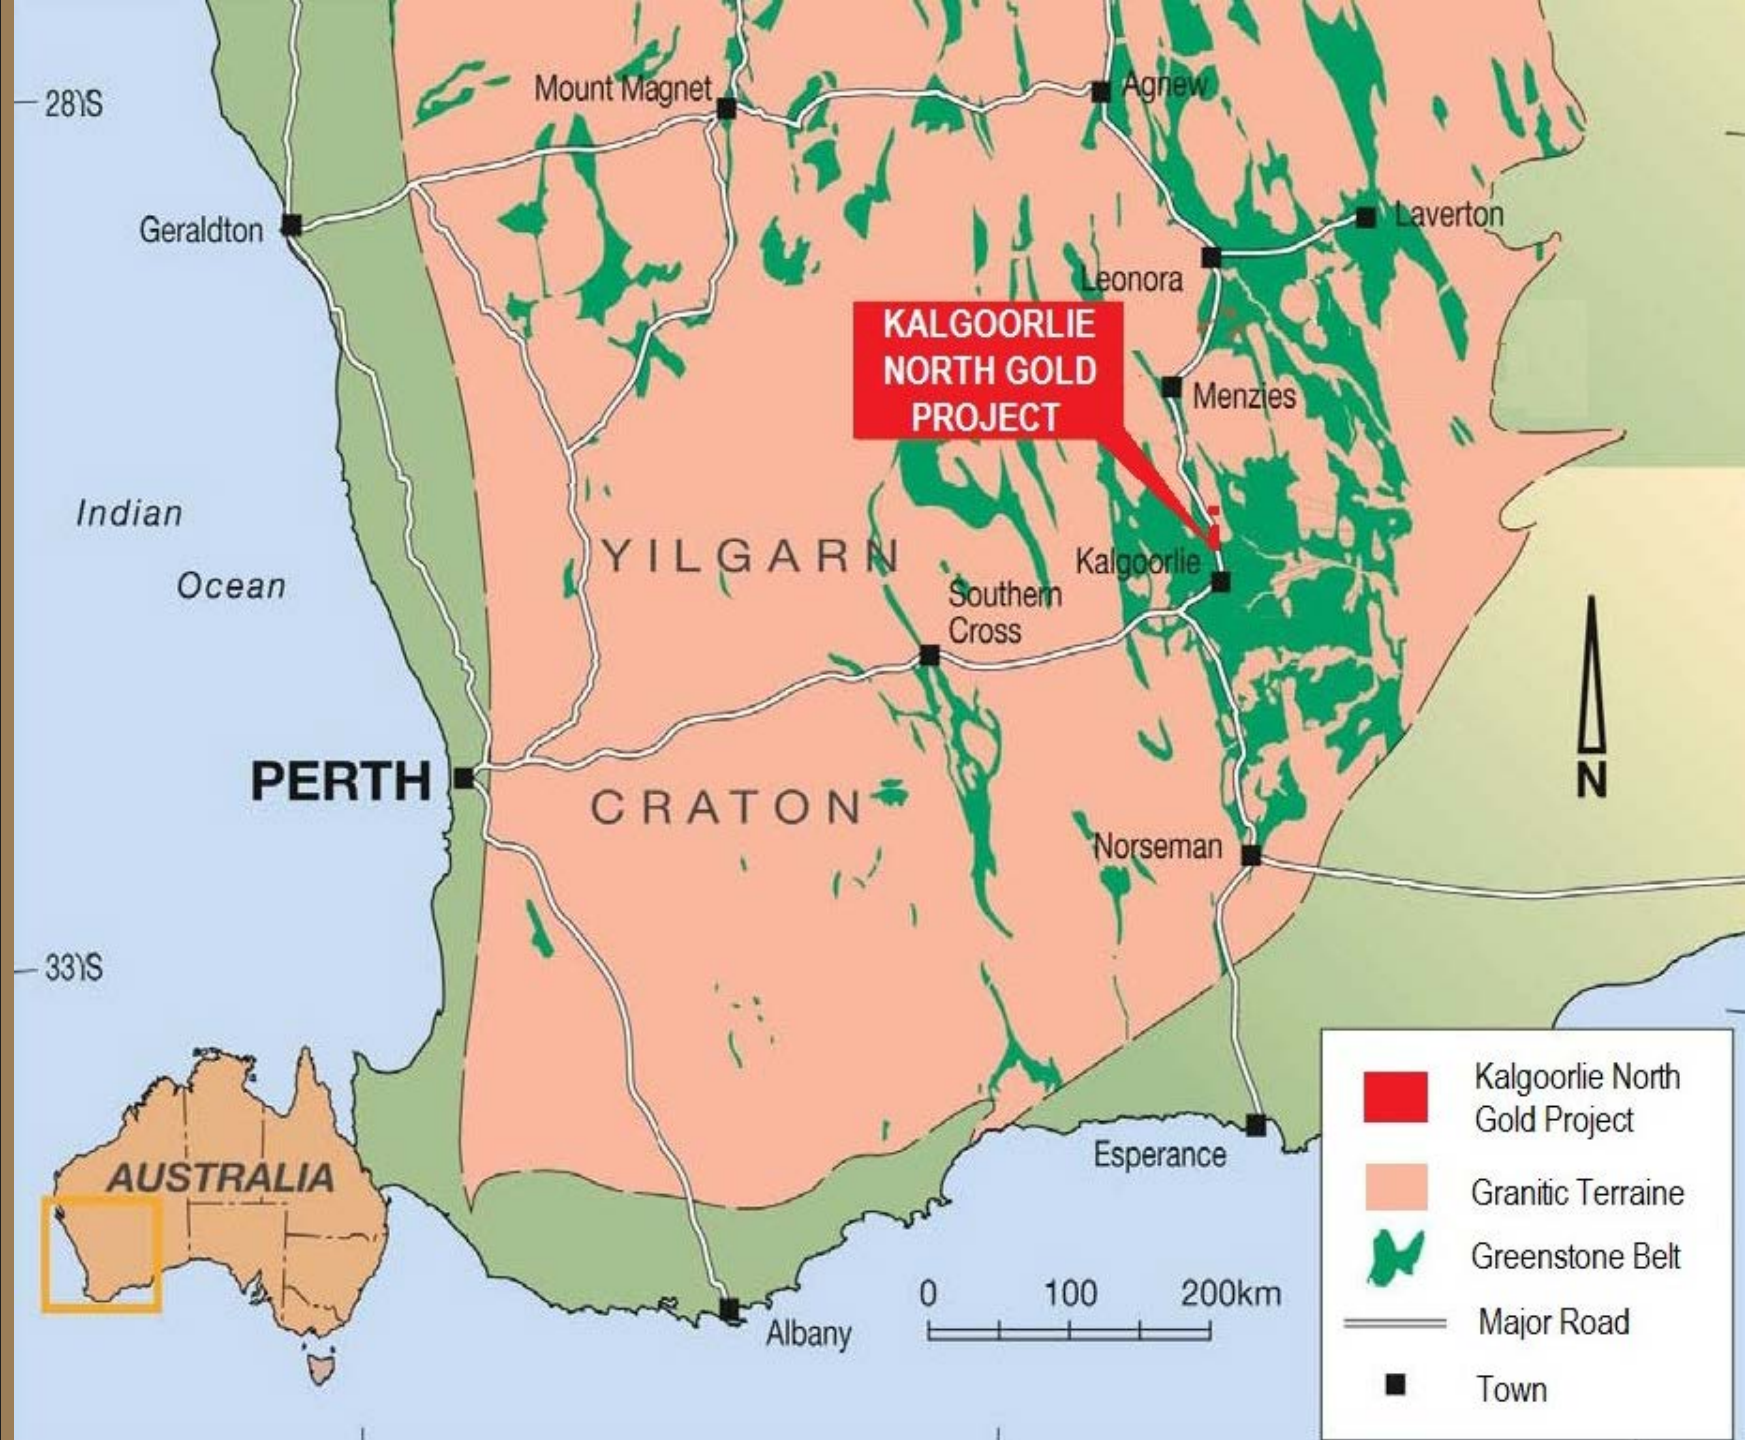 28°S
Mount Magnet
Agnew
Geraldton
Laverton
Leonora
KALGOORLIE
NORTH GOLD
PROJECT
Menzies
Indian
Ocean
YILGARN
Kalgoorlie
Southern
Cross
PERTH
CRATON
N
Norseman
33°S
AUSTRALIA
Esperance
Albany
0 100 200km
Kalgoorlie North
Gold Project
Granitic Terraine
Greenstone Belt
Major Road
Town